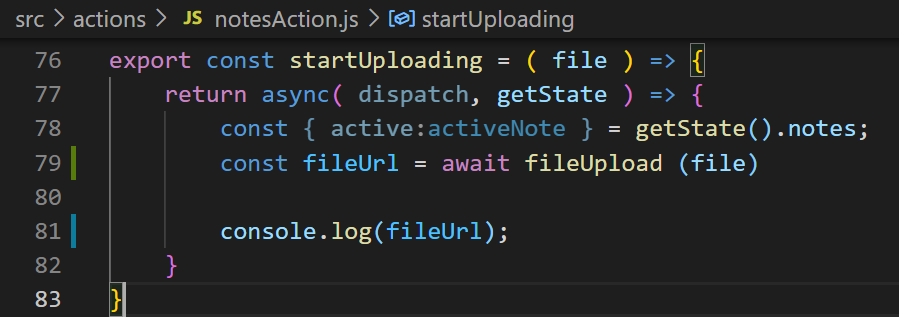 src > actions > JS notesAction.js > startUploading
76 export const startUploading = ( file ) => {
77     return async( dispatch, getState ) => {
78         const { active:activeNote } = getState().notes;
79         const fileUrl = await fileUpload (file)
80
81         console.log(fileUrl);
82     }
83 }